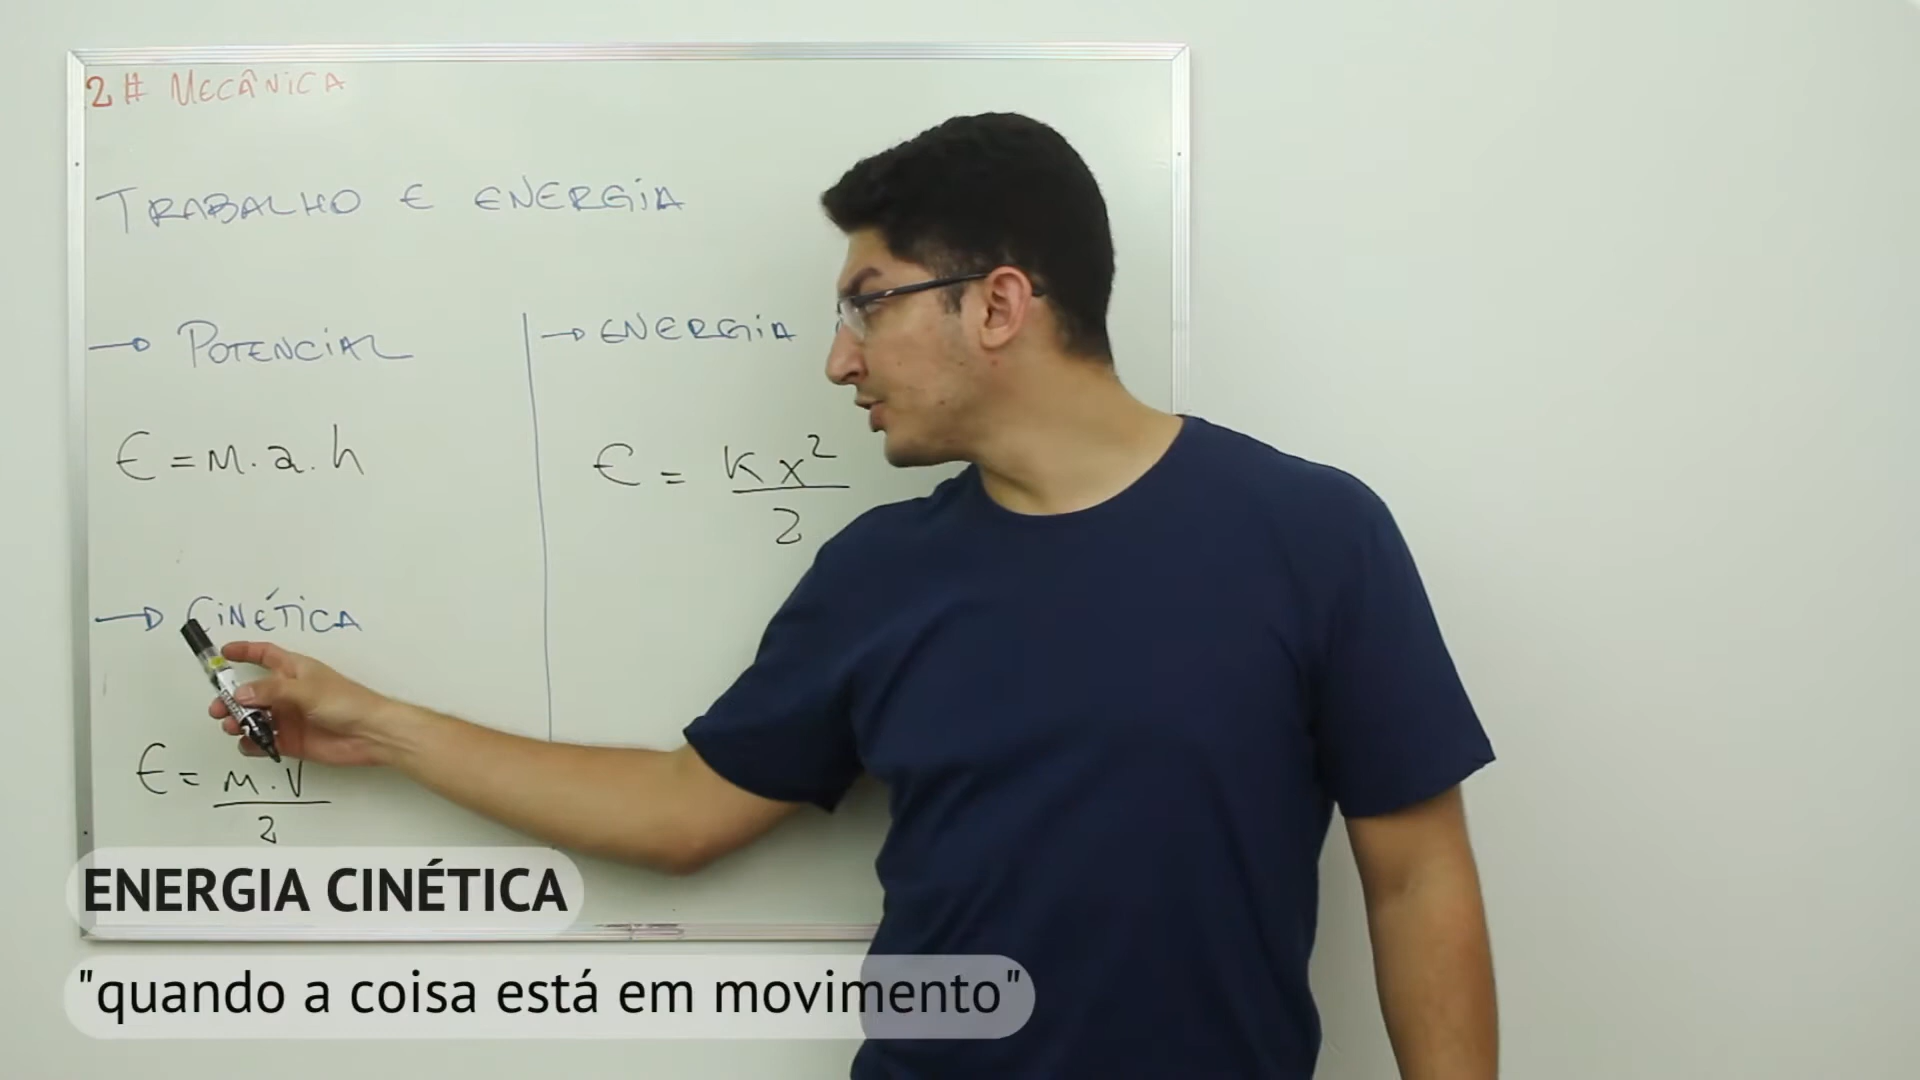 2# MECÂNICA
TRABALHO E ENERGIA
→ POTENCIAL
E = m.a.h
→ CINÉTICA
E = m.v
2
→ ENERGIA
E = Kx²
2
ENERGIA CINÉTICA
"quando a coisa está em movimento"